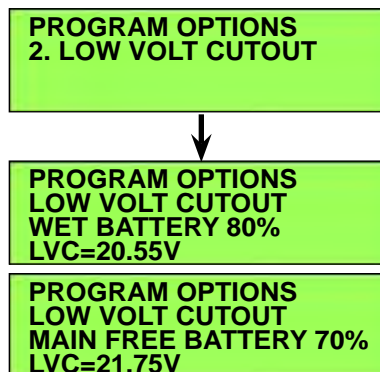 PROGRAM OPTIONS
2. LOW VOLT CUTOUT
PROGRAM OPTIONS
LOW VOLT CUTOUT
WET BATTERY 80%
LVC=20.55V
PROGRAM OPTIONS
LOW VOLT CUTOUT
MAIN FREE BATTERY 70%
LVC=21.75V